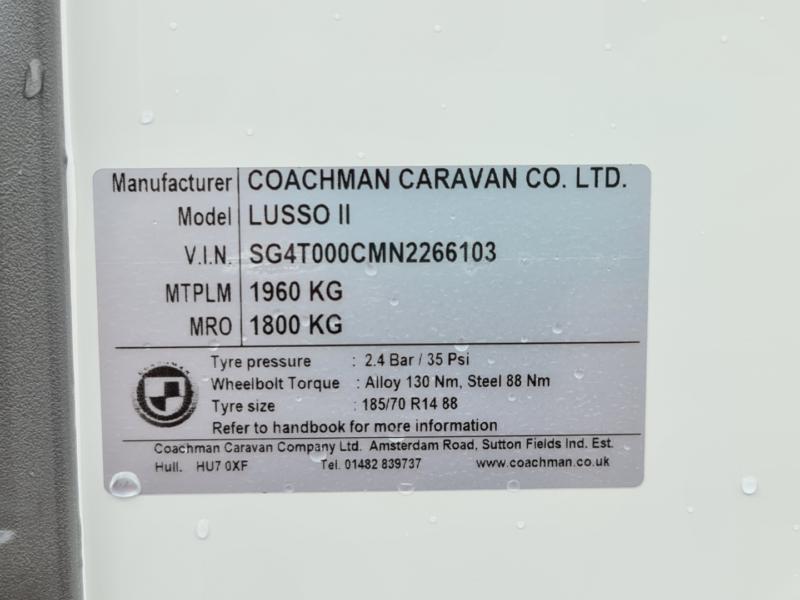 Manufacturer COACHMAN CARAVAN CO. LTD.
Model LUSSO II
V.I.N. SG4T000CMN2266103
MTPLM 1960 KG
MRO 1800 KG
Tyre pressure : 2.4 Bar / 35 Psi
Wheelbolt Torque : Alloy 130 Nm, Steel 88 Nm
Tyre size : 185/70 R14 88
Refer to handbook for more information
Coachman Caravan Company Ltd. Amsterdam Road, Sutton Fields Ind. Est.
Hull. HU7 0XF Tel. 01482 839737 www.coachman.co.uk